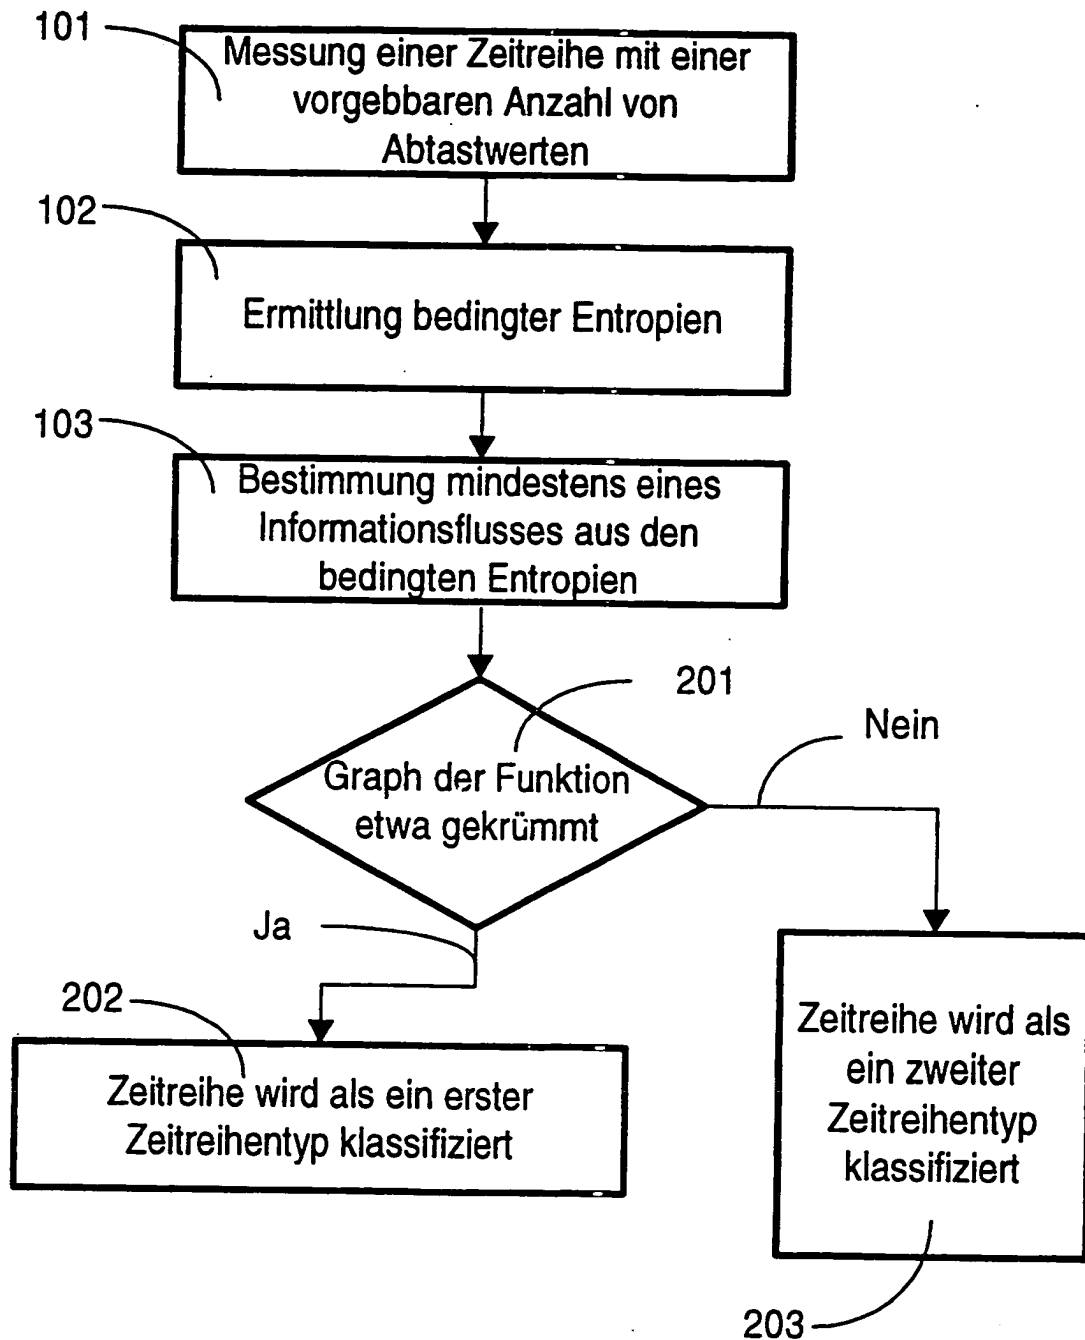 101
Messung einer Zeitreihe mit einer
vorgebbaren Anzahl von
Abtastwerten
102
Ermittlung bedingter Entropien
103
Bestimmung mindestens eines
Informationsflusses aus den
bedingten Entropien
201
Graph der Funktion
etwa gekrümmt
Nein
Ja
202
Zeitreihe wird als ein erster
Zeitreihentyp klassifiziert
Zeitreihe wird als
ein zweiter
Zeitreihentyp
klassifiziert
203